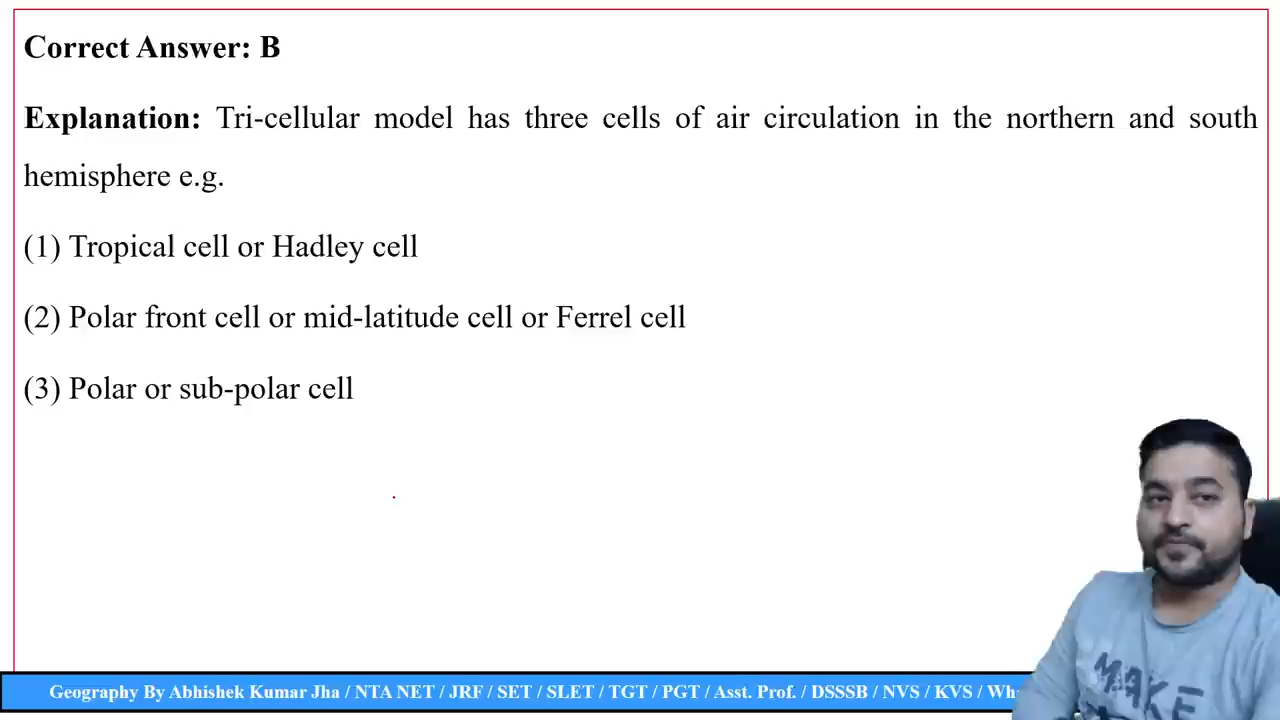 Correct Answer: B
Explanation: Tri-cellular model has three cells of air circulation in the northern and south
hemisphere e.g.
(1) Tropical cell or Hadley cell
(2) Polar front cell or mid-latitude cell or Ferrel cell
(3) Polar or sub-polar cell
MAKE
Geography By Abhishek Kumar Jha / NTA NET / JRF / SET / SLET / TGT / PGT / Asst. Prof. / DSSSB / NVS / KVS /